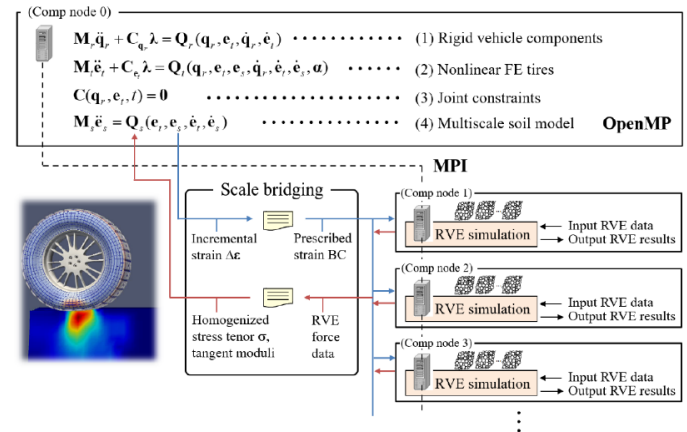 (Comp node 0)
M_r q̈_r + C_{q_r} λ = Q_r(q_r, e_t, q̇_r, ė_t) ············ (1) Rigid vehicle components
M_t ë_t + C_{e_t} λ = Q_t(q_r, e_t, e_s, q̇_r, ė_t, ė_s, α) ······ (2) Nonlinear FE tires
C(q_r, e_t, t) = 0 ···················· (3) Joint constraints
M_s ë_s = Q_s(e_t, e_s, ė_t, ė_s) ·············· (4) Multiscale soil model
OpenMP
MPI
Scale bridging
Incremental
strain Δε
Prescribed
strain BC
Homogenized
stress tenor σ,
tangent moduli
RVE
force
data
(Comp node 1)
RVE simulation
Input RVE data
Output RVE results
(Comp node 2)
RVE simulation
Input RVE data
Output RVE results
(Comp node 3)
RVE simulation
Input RVE data
Output RVE results